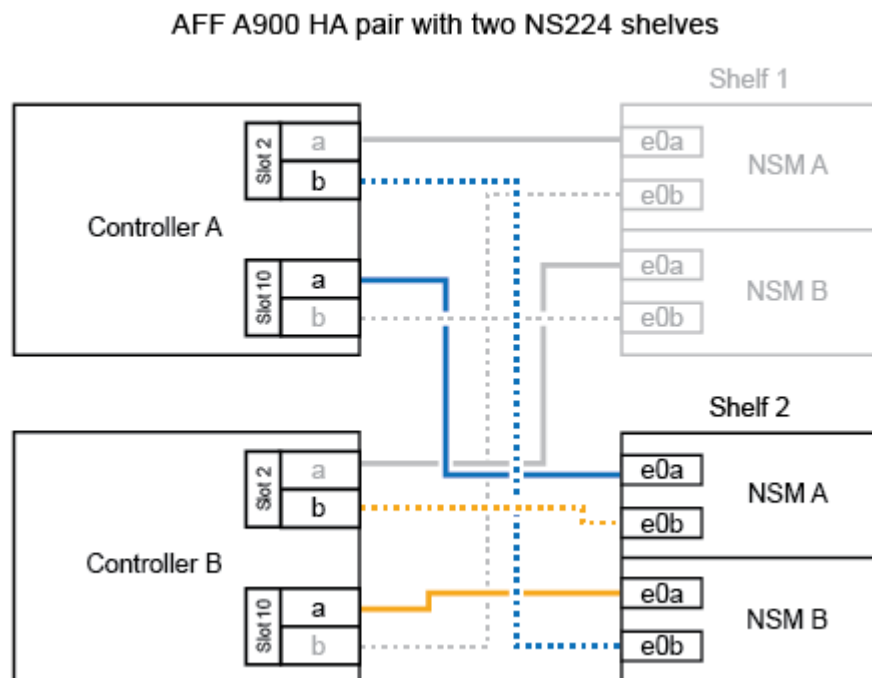 AFF A900 HA pair with two NS224 shelves
Shelf 1
Controller A
Slot 2
a
b
Slot 10
a
b
e0a
e0b
NSM A
e0a
e0b
NSM B
Shelf 2
Controller B
Slot 2
a
b
Slot 10
a
b
e0a
e0b
NSM A
e0a
e0b
NSM B